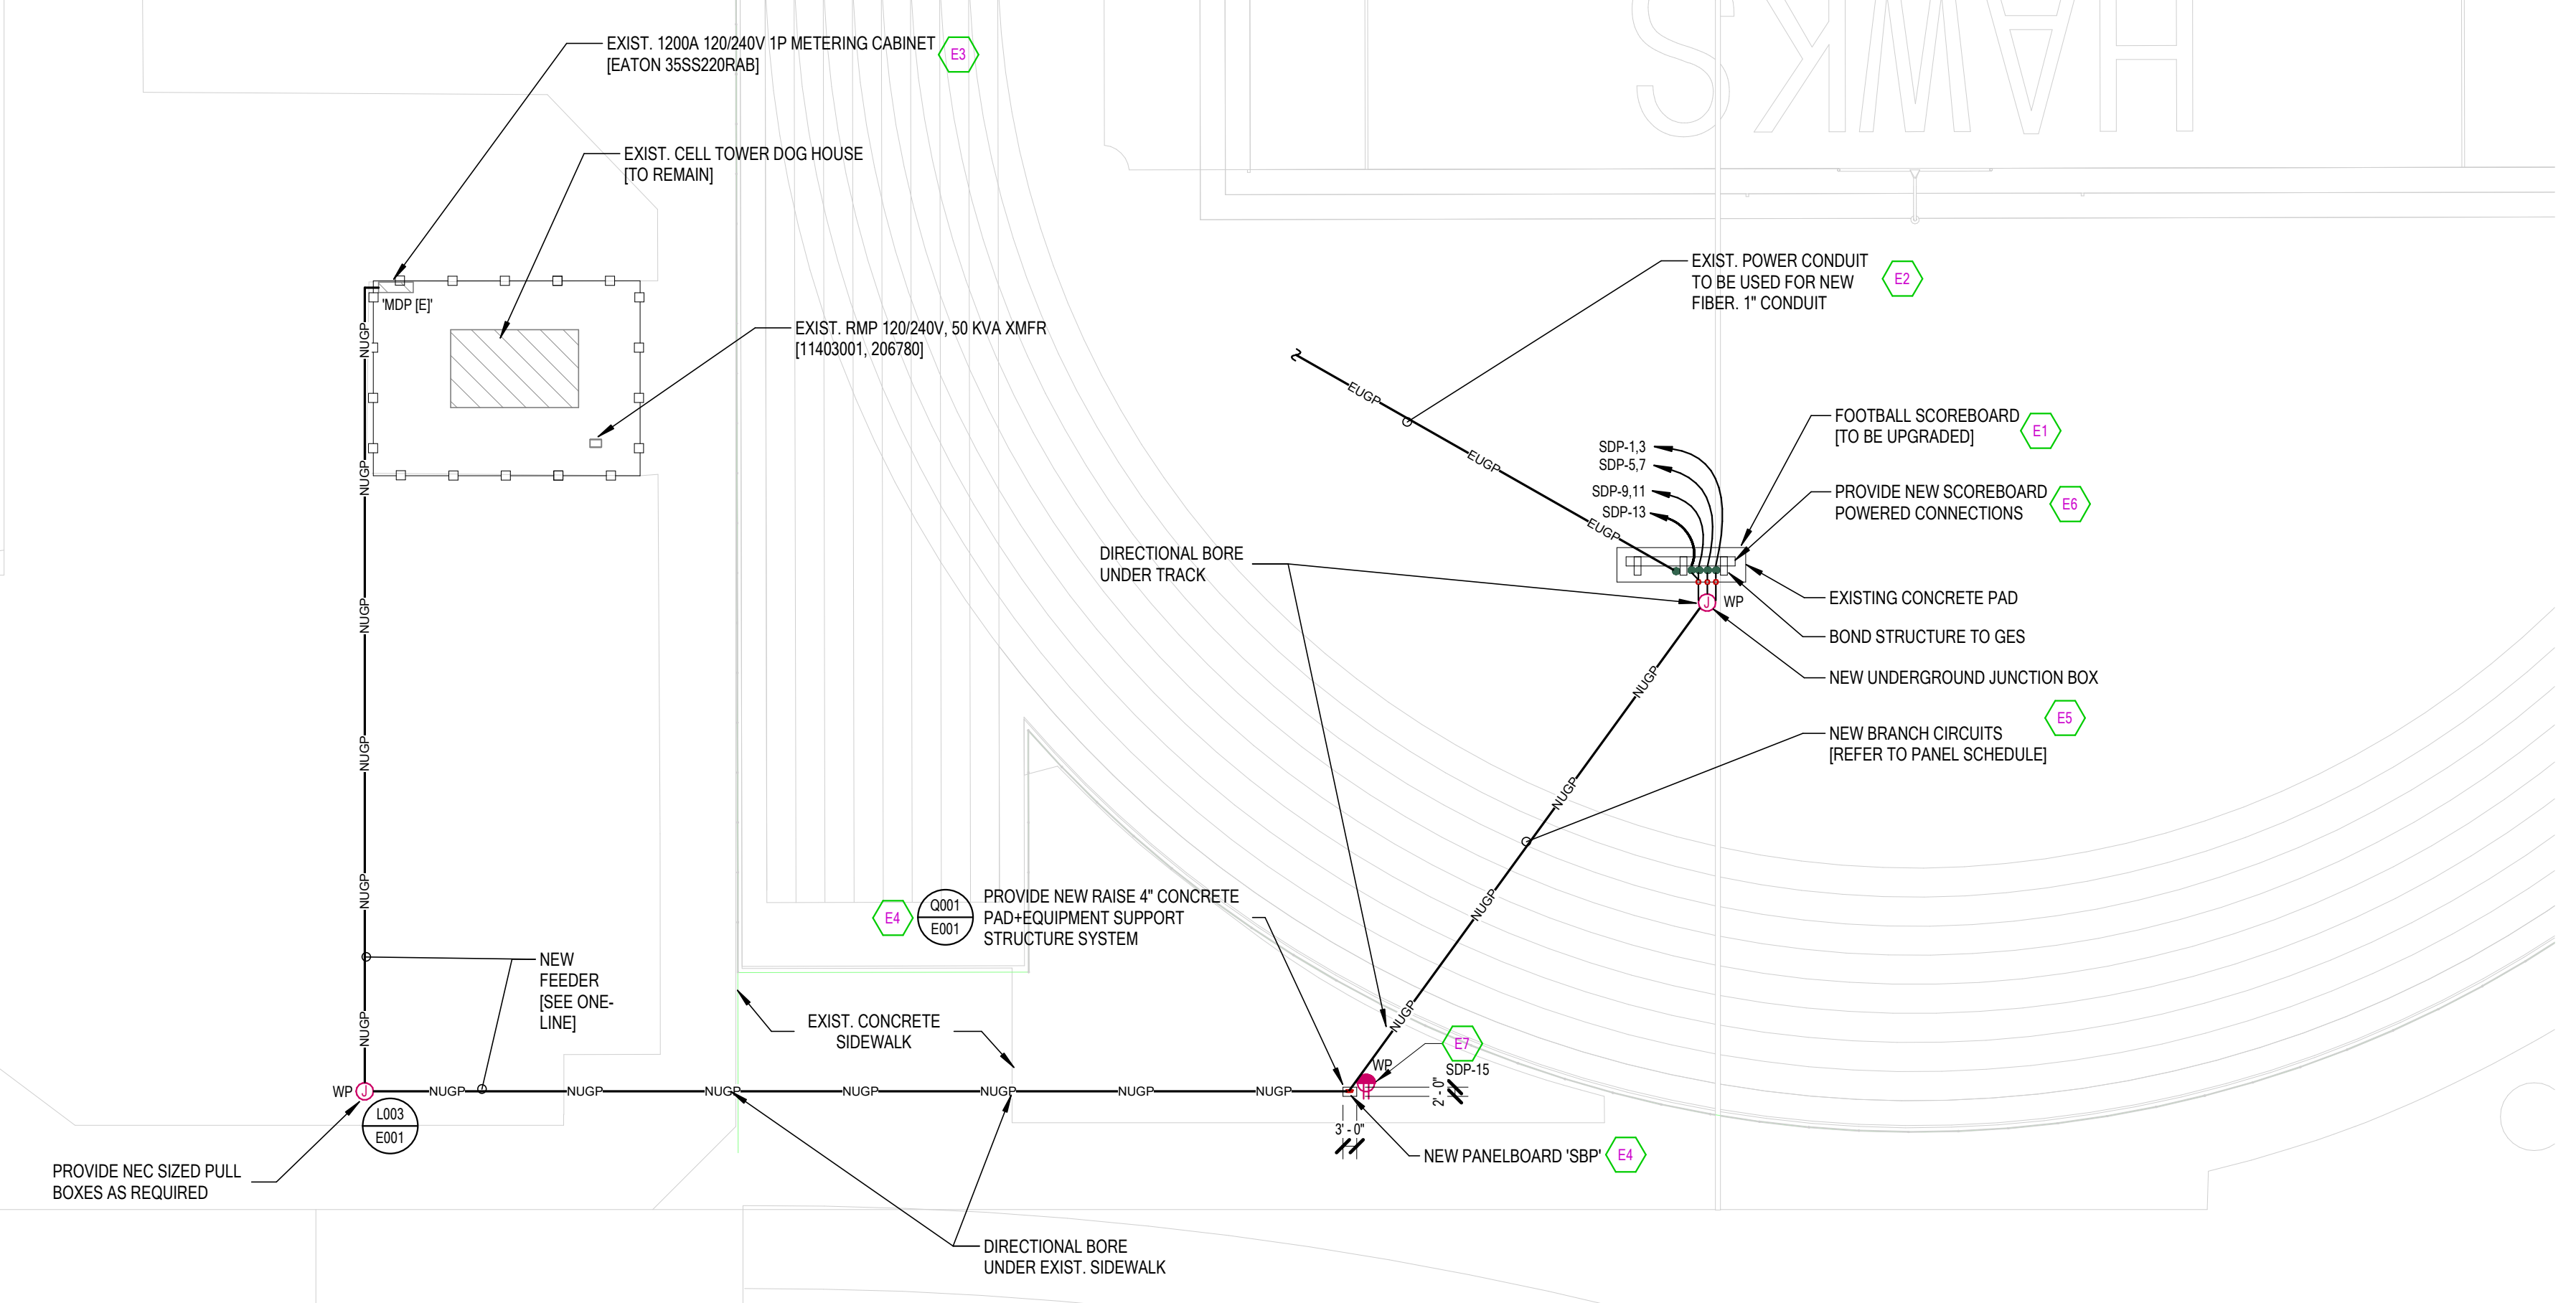 HAWKS
EXIST. 1200A 120/240V 1P METERING CABINET
[EATON 35SS220RAB]
E3
EXIST. CELL TOWER DOG HOUSE
[TO REMAIN]
'MDP [E]'
EXIST. RMP 120/240V, 50 KVA XMFR
[11403001, 206780]
EXIST. POWER CONDUIT
TO BE USED FOR NEW
FIBER. 1" CONDUIT
E2
EUGP
EUGP
EUGP
FOOTBALL SCOREBOARD
[TO BE UPGRADED]
E1
SDP-1,3
SDP-5,7
SDP-9,11
SDP-13
PROVIDE NEW SCOREBOARD
POWERED CONNECTIONS
E6
DIRECTIONAL BORE
UNDER TRACK
J
WP
EXISTING CONCRETE PAD
BOND STRUCTURE TO GES
NEW UNDERGROUND JUNCTION BOX
E5
NEW BRANCH CIRCUITS
[REFER TO PANEL SCHEDULE]
NUGP
NUGP
NUGP
NUGP
NUGP
NUGP
NUGP
NUGP
NUGP
NUGP
E4
Q001
E001
PROVIDE NEW RAISE 4" CONCRETE
PAD+EQUIPMENT SUPPORT
STRUCTURE SYSTEM
NEW
FEEDER
[SEE ONE-
LINE]
EXIST. CONCRETE
SIDEWALK
E7
WP
SDP-15
2' - 0"
3' - 0"
WP
J
NUGP
NUGP
NUGP
NUGP
NUGP
NUGP
NUGP
L003
E001
NEW PANELBOARD 'SBP'
E4
PROVIDE NEC SIZED PULL
BOXES AS REQUIRED
DIRECTIONAL BORE
UNDER EXIST. SIDEWALK